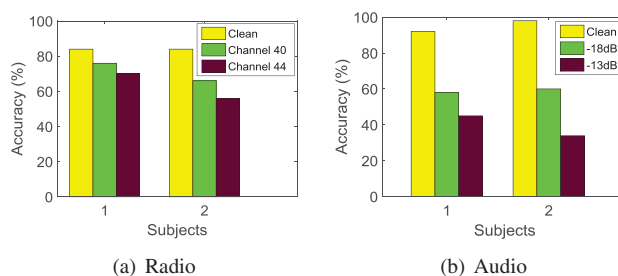 100
80
60
40
20
0
Accuracy (%)
Clean
Channel 40
Channel 44
1
2
Subjects
(a) Radio
100
80
60
40
20
0
Accuracy (%)
Clean
-18dB
-13dB
1
2
Subjects
(b) Audio